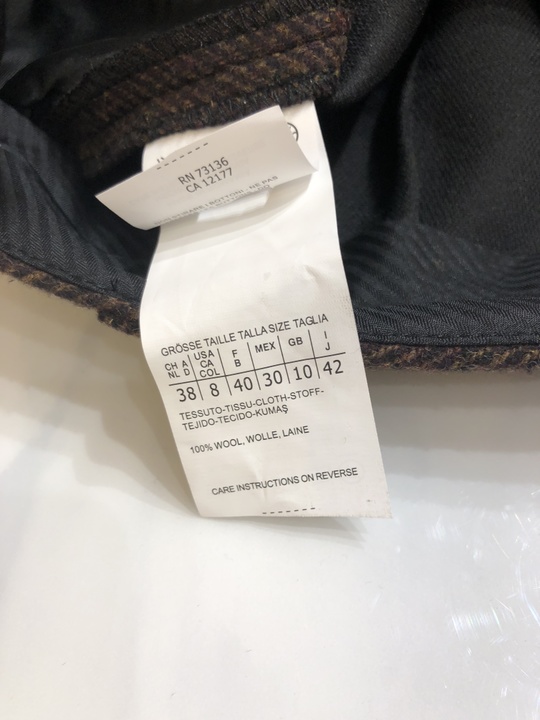 RN 73136
CA 12177
GRÖSSE TAILLE TALLA SIZE TAGLIA
CH A NL D USA CA COL F B MEX GB I J
38 8 40 30 10 42
TESSUTO-TISSU-CLOTH-STOFF-
TEJIDO-TECIDO-KUMAŞ
100% WOOL, WOLLE, LAINE
CARE INSTRUCTIONS ON REVERSE